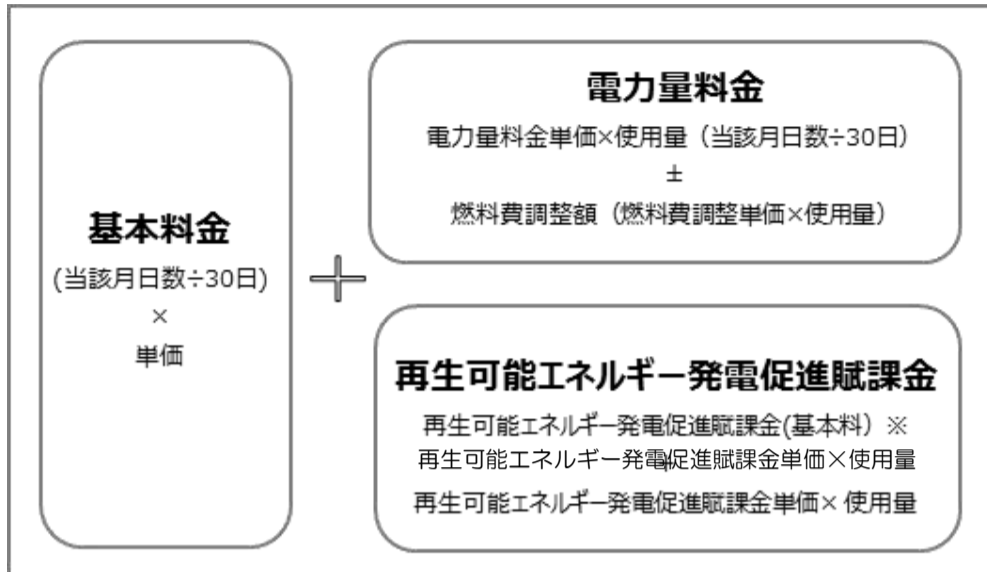 基本料金
(当該月日数÷30日)
×
単価
+
電力量料金
電力量料金単価×使用量（当該月日数÷30日）
±
燃料費調整額（燃料費調整単価×使用量）
再生可能エネルギー発電促進賦課金
再生可能エネルギー発電促進賦課金(基本料）※
再生可能エネルギー発電促進賦課金単価×使用量
再生可能エネルギー発電促進賦課金単価× 使用量